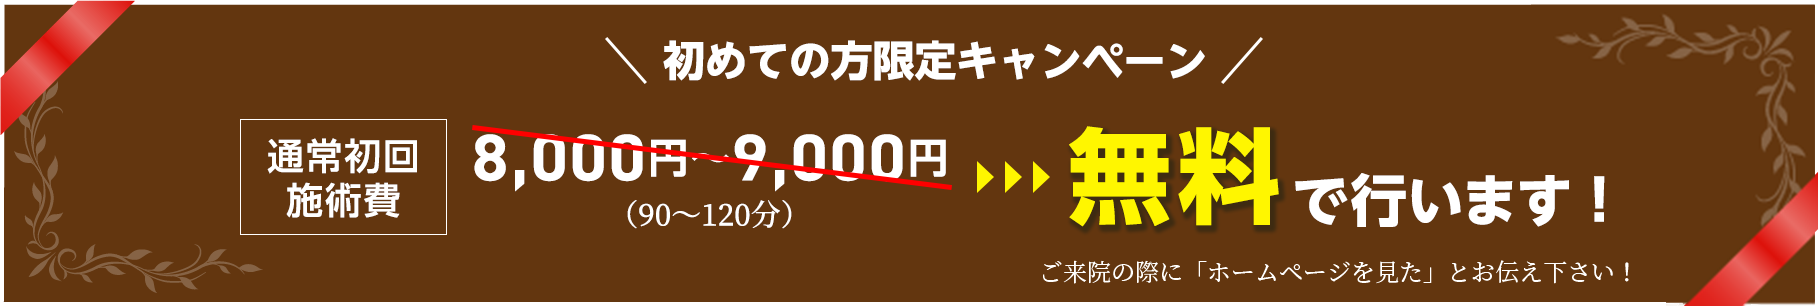 ＼ 初めての方限定キャンペーン ／
通常初回
施術費
8,000円～9,000円
（90～120分）
無料で行います！
ご来院の際に「ホームページを見た」とお伝え下さい！